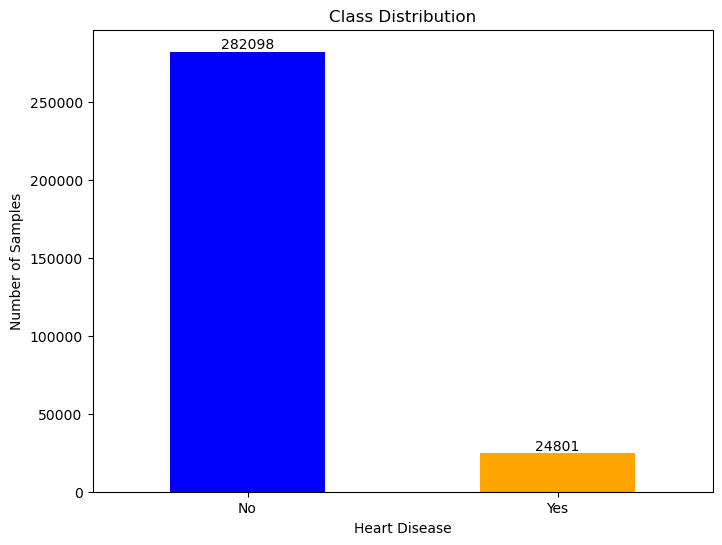 Class Distribution
282098
250000
200000
150000
100000
50000
0
24801
Number of Samples
No
Yes
Heart Disease